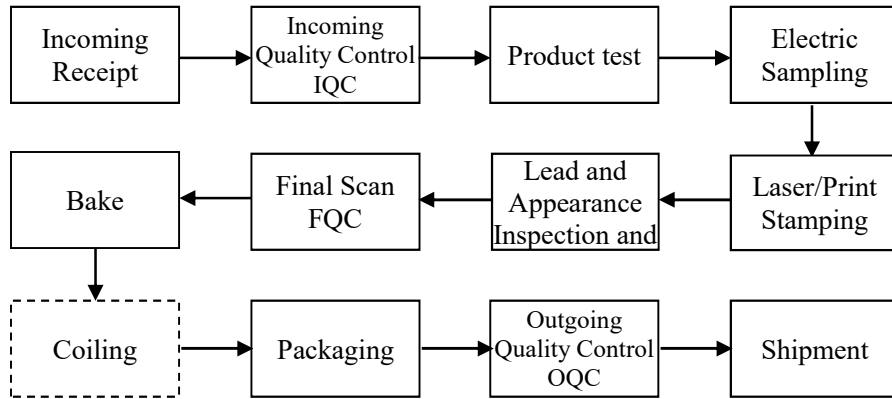 Incoming
Receipt
Incoming
Quality Control
IQC
Product test
Electric
Sampling
Laser/Print
Stamping
Lead and
Appearance
Inspection and
Final Scan
FQC
Bake
Coiling
Packaging
Outgoing
Quality Control
OQC
Shipment